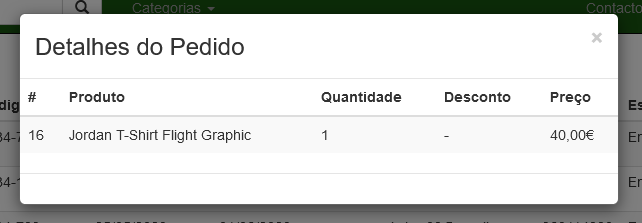 Categorias
Contacto
Detalhes do Pedido ×
# Produto Quantidade Desconto Preço
16 Jordan T-Shirt Flight Graphic 1 - 40,00€